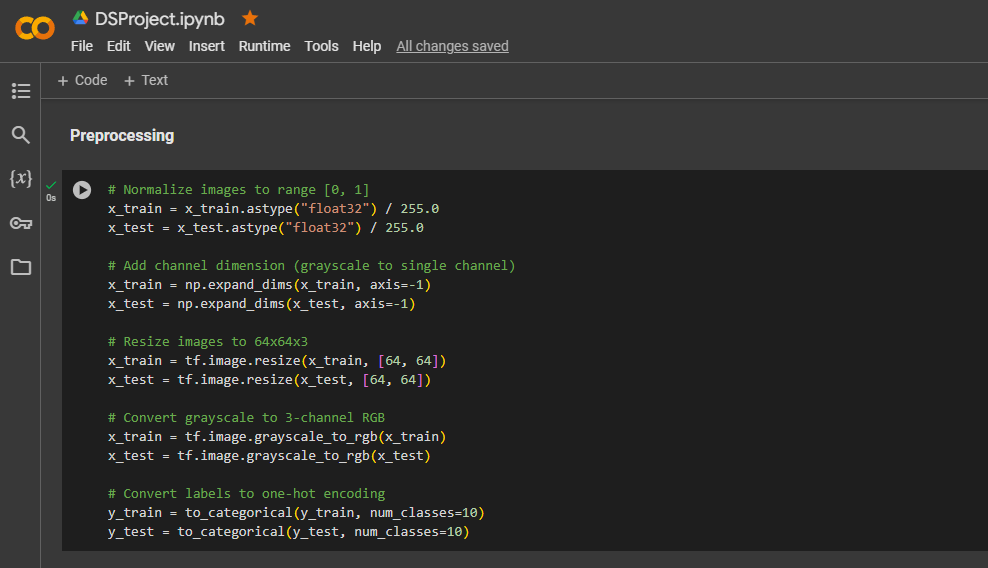 DSProject.ipynb
File Edit View Insert Runtime Tools Help All changes saved
+ Code + Text
Preprocessing
{x}
0s
# Normalize images to range [0, 1]
x_train = x_train.astype("float32") / 255.0
x_test = x_test.astype("float32") / 255.0
# Add channel dimension (grayscale to single channel)
x_train = np.expand_dims(x_train, axis=-1)
x_test = np.expand_dims(x_test, axis=-1)
# Resize images to 64x64x3
x_train = tf.image.resize(x_train, [64, 64])
x_test = tf.image.resize(x_test, [64, 64])
# Convert grayscale to 3-channel RGB
x_train = tf.image.grayscale_to_rgb(x_train)
x_test = tf.image.grayscale_to_rgb(x_test)
# Convert labels to one-hot encoding
y_train = to_categorical(y_train, num_classes=10)
y_test = to_categorical(y_test, num_classes=10)